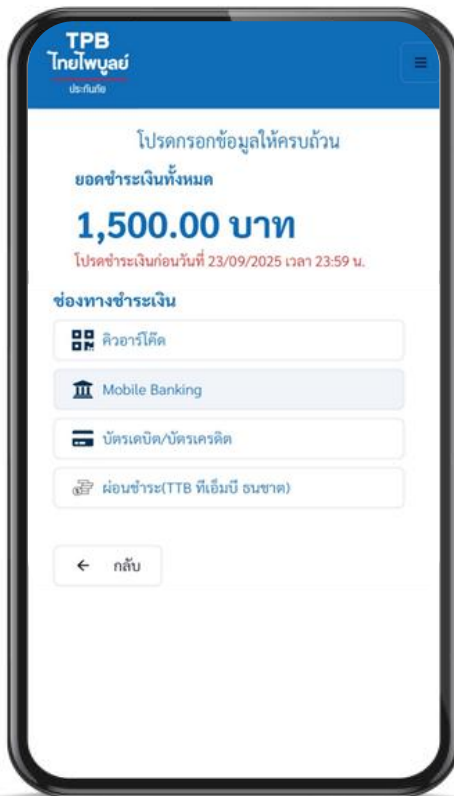 TPB
ไทยไพบูลย์
ประกันภัย
โปรดกรอกข้อมูลให้ครบถ้วน
ยอดชำระเงินทั้งหมด
1,500.00 บาท
โปรดชำระเงินก่อนวันที่ 23/09/2025 เวลา 23:59 น.
ช่องทางชำระเงิน
คิวอาร์โค๊ด
Mobile Banking
บัตรเดบิต/บัตรเครดิต
ผ่อนชำระ(TTB ทีเอ็มบี ธนชาต)
← กลับ